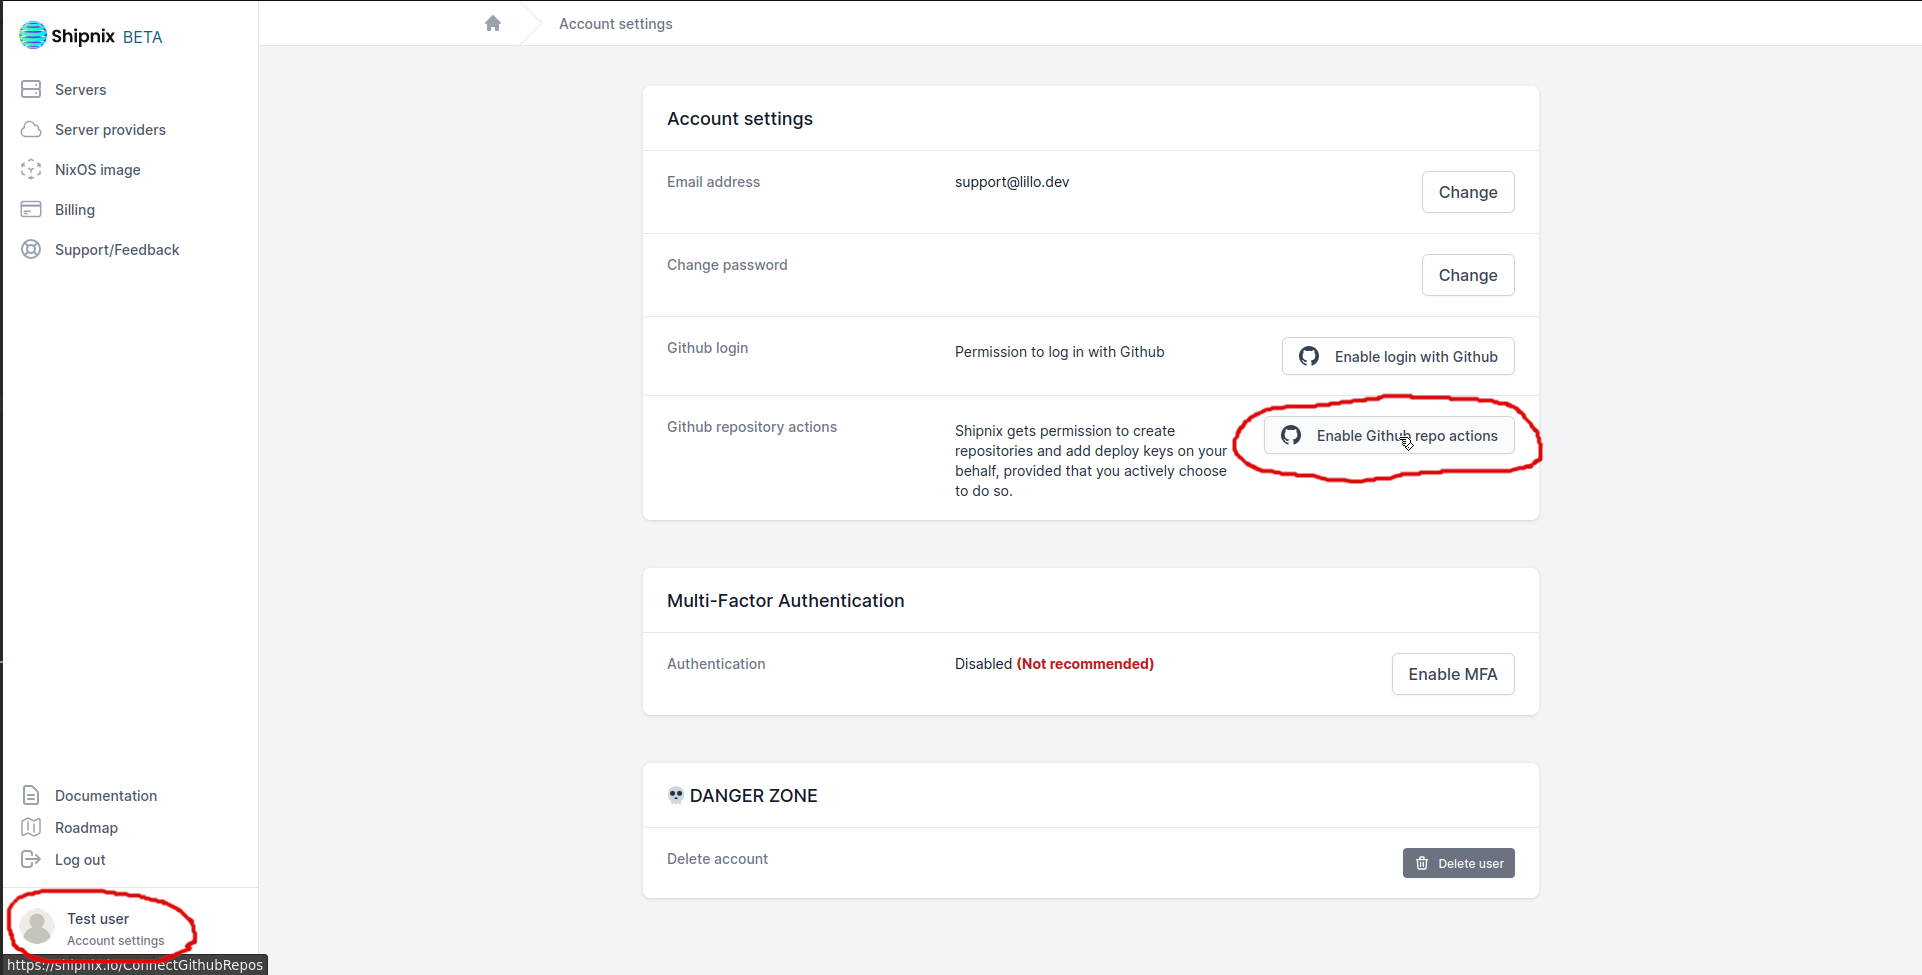 Shipnix BETA
Servers
Server providers
NixOS image
Billing
Support/Feedback
Documentation
Roadmap
Log out
Test user
Account settings
https://shipnix.io/ConnectGithubRepos
Account settings
Account settings
Email address
support@lillo.dev
Change
Change password
Change
Github login
Permission to log in with Github
Enable login with Github
Github repository actions
Shipnix gets permission to create
repositories and add deploy keys on your
behalf, provided that you actively choose
to do so.
Enable Github repo actions
Multi-Factor Authentication
Authentication
Disabled (Not recommended)
Enable MFA
DANGER ZONE
Delete account
Delete user